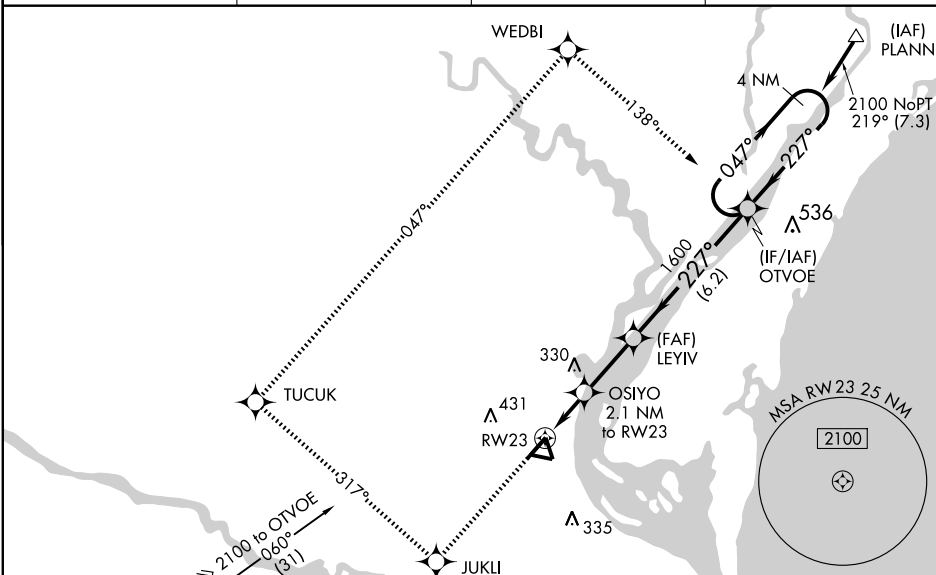 WEDBI
(IAF)
PLANN
4 NM
2100 NoPT
219° (7.3)
138°
047°
227°
047°
536
(IF/IAF)
OTVOE
1600
227°
(6.2)
(FAF)
LEYIV
330
TUCUK
OSIYO
2.1 NM
to RW23
431
RW23
MSA RW23 25 NM
2100
317°
2100 to OTVOE
060°
(31)
335
JUKLI